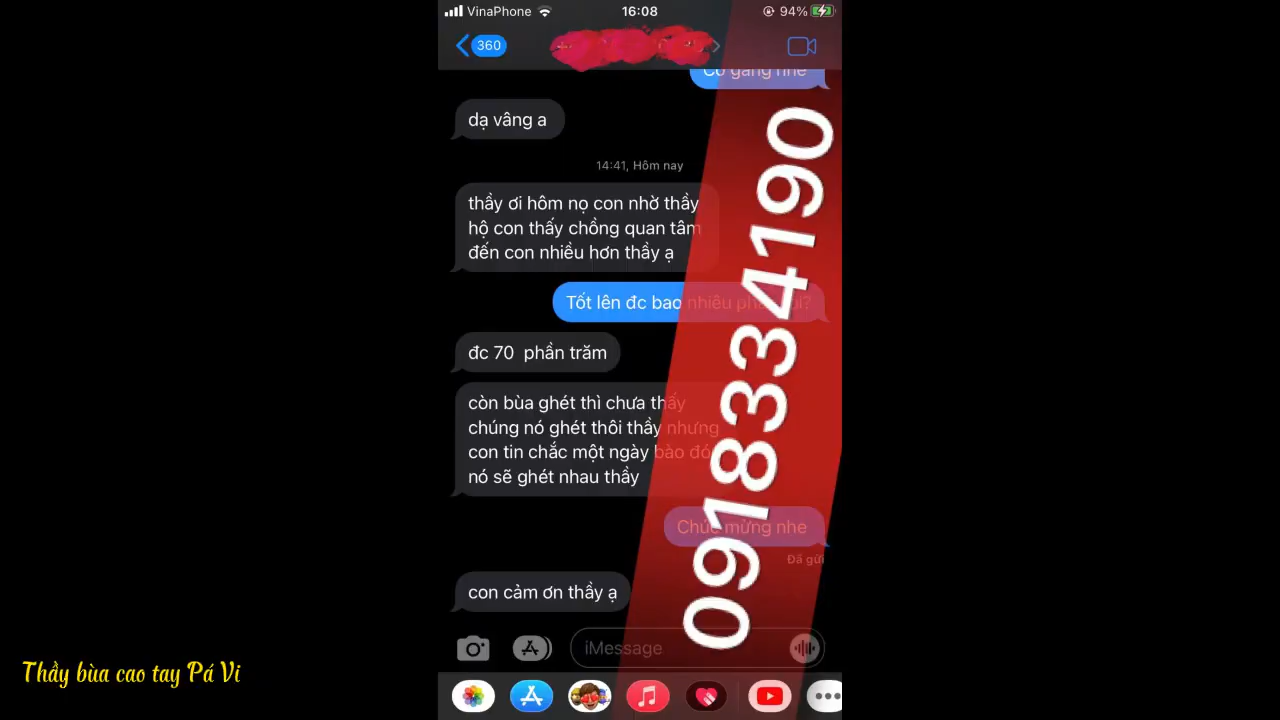 VinaPhone 16:08 94%
360
Cố gắng nhé
dạ vâng a
14:41, Hôm nay
thầy ơi hôm nọ con nhờ thầy
hộ con thấy chồng quan tâm
đến con nhiều hơn thầy ạ
Tốt lên đc bao nhiêu phần rồi?
đc 70 phần trăm
còn bùa ghét thì chưa thấy
chúng nó ghét thôi thầy nhưng
con tin chắc một ngày bào đó
nó sẽ ghét nhau thầy
Chúc mừng nhe
Đã gửi
con cảm ơn thầy ạ
iMessage
0918334190
Thầy bùa cao tay Pá Vi